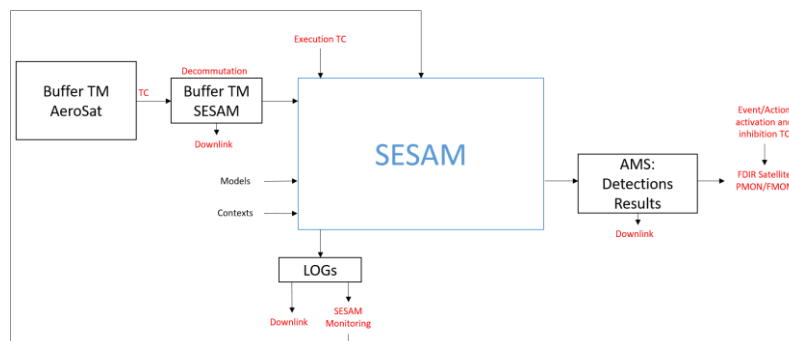 Execution TC
Decommutation
Buffer TM
AeroSat
TC
Buffer TM
SESAM
Downlink
SESAM
Models
Contexts
AMS:
Detections
Results
Downlink
Event/Action
activation and
inhibition TC
FDIR Satellite
PMON/FMON
LOGs
Downlink
SESAM
Monitoring